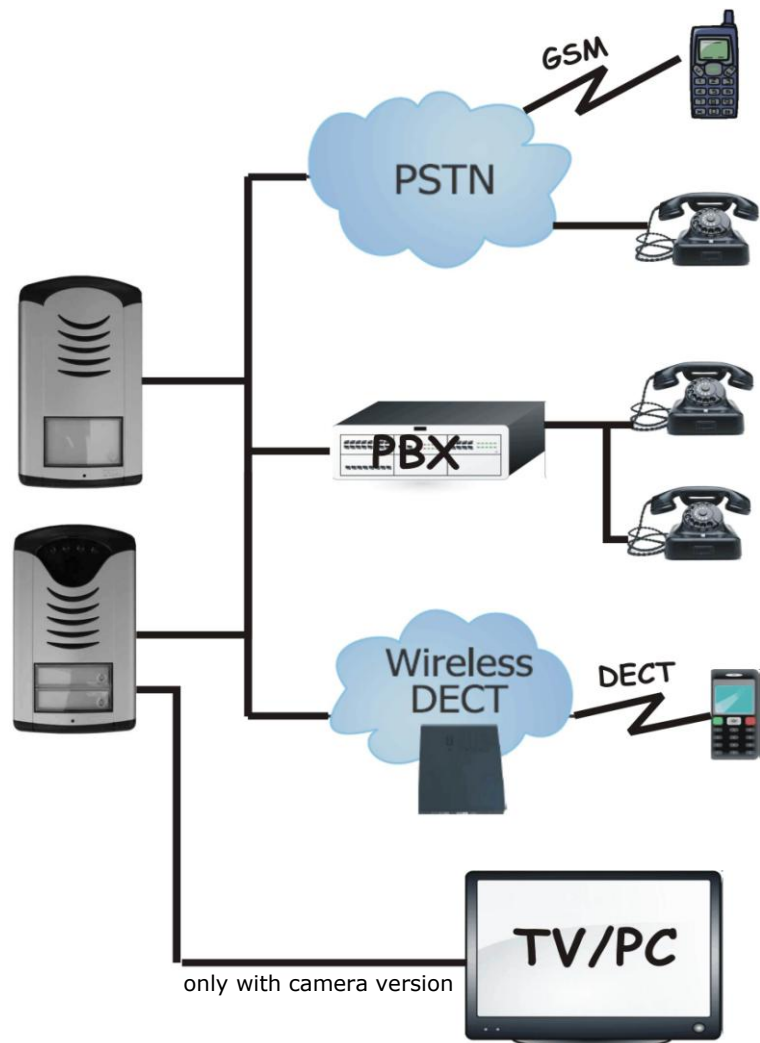 GSM
PSTN
PBX
Wireless
DECT
DECT
TV/PC
only with camera version